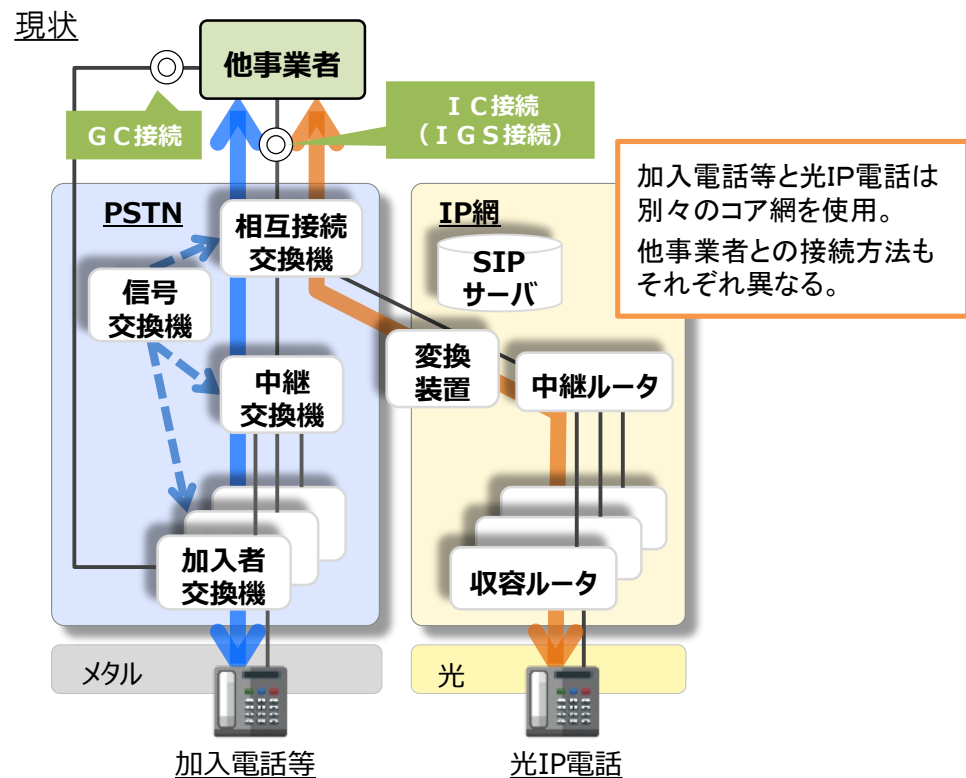 現状
他事業者
GC接続
IC接続
(IGS接続)
加入電話等と光IP電話は
別々のコア網を使用。
他事業者との接続方法も
それぞれ異なる。
PSTN
相互接続
交換機
信号
交換機
中継
交換機
加入者
交換機
IP網
SIP
サーバ
変換
装置
中継ルータ
収容ルータ
メタル
光
加入電話等
光IP電話